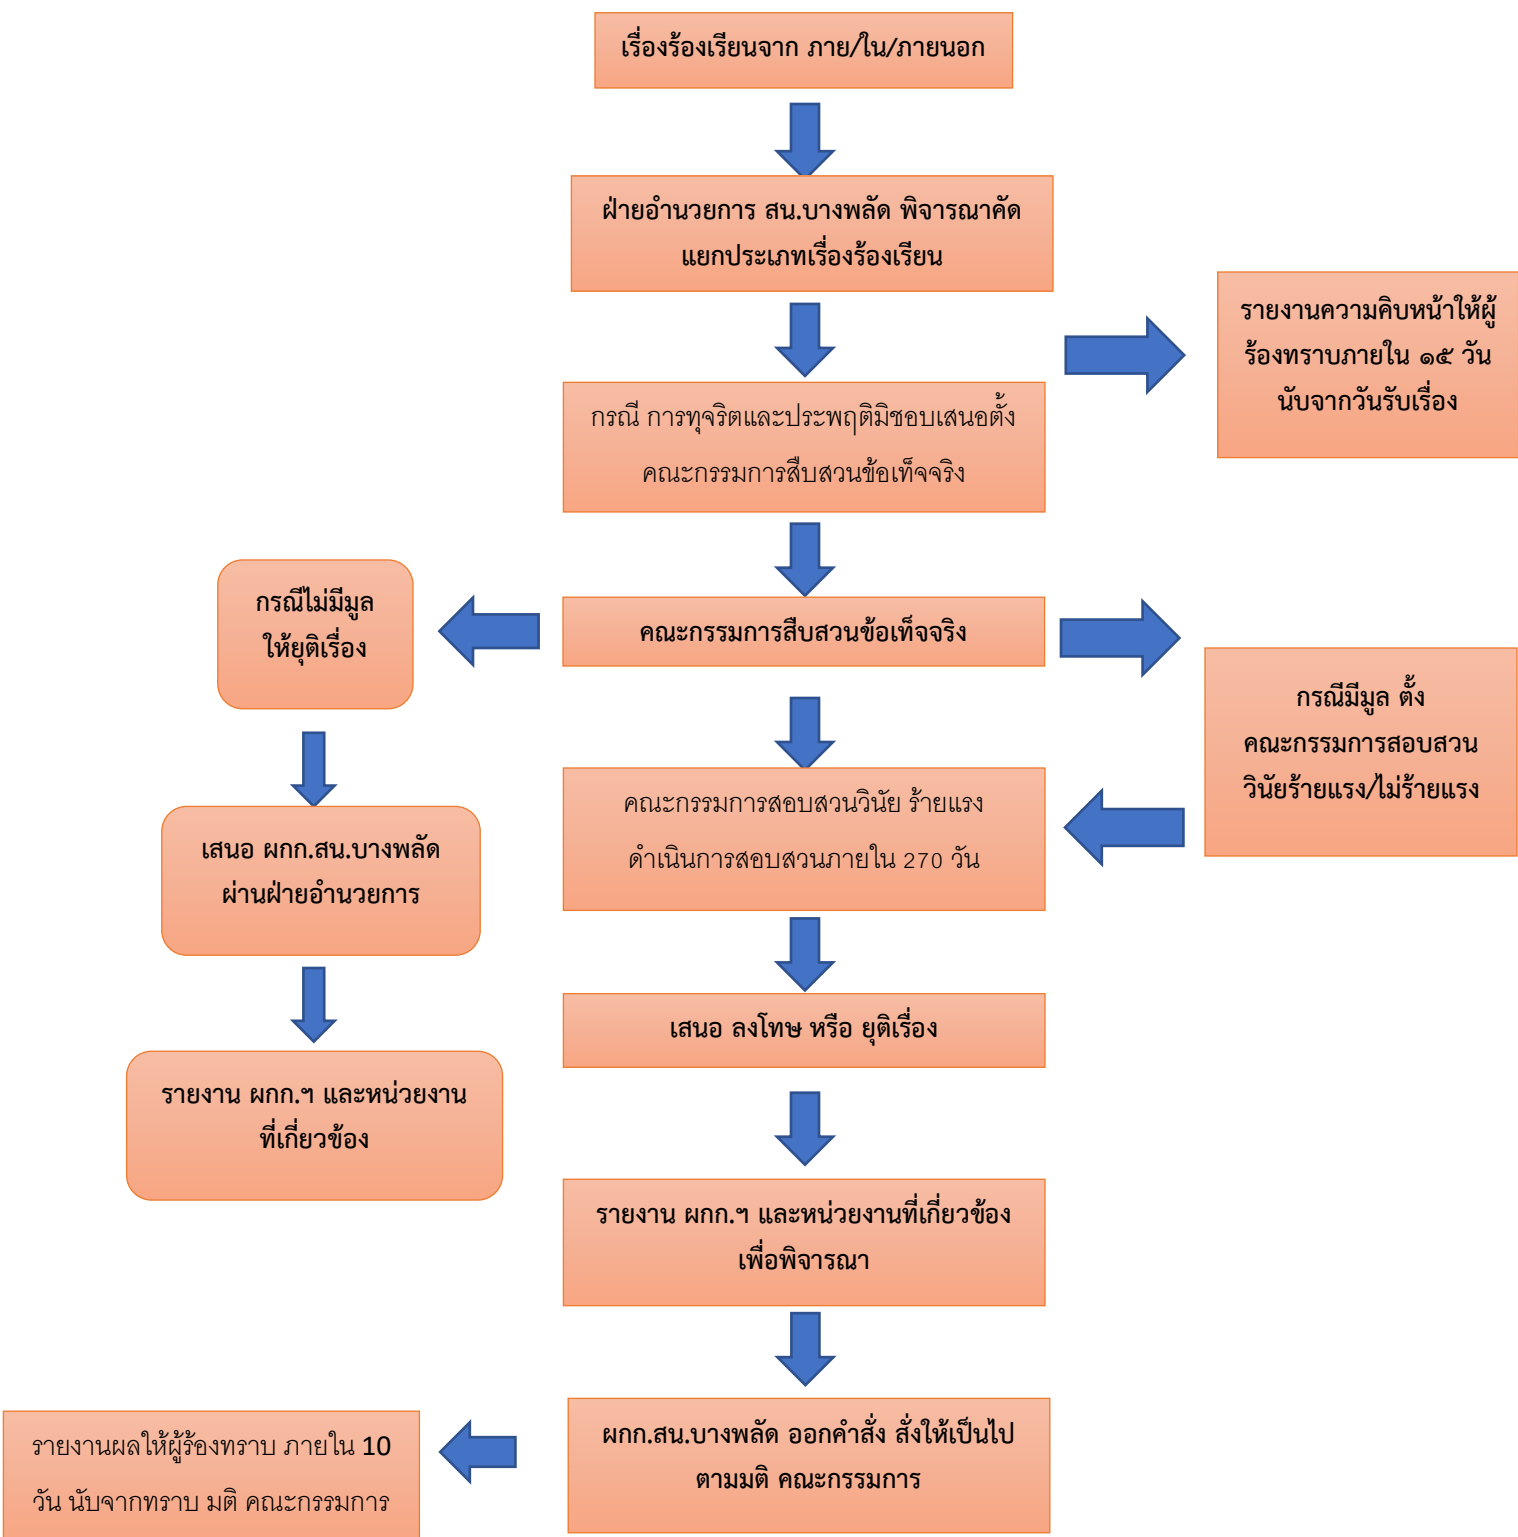 เรื่องร้องเรียนจาก ภาย/ใน/ภายนอก
ฝ่ายอำนวยการ สน.บางพลัด พิจารณาคัด
แยกประเภทเรื่องร้องเรียน
รายงานความคิบหน้าให้ผู้
ร้องทราบภายใน ๑๕ วัน
นับจากวันรับเรื่อง
กรณี การทุจริตและประพฤติมิชอบเสนอตั้ง
คณะกรรมการสืบสวนข้อเท็จจริง
กรณีไม่มีมูล
ให้ยุติเรื่อง
คณะกรรมการสืบสวนข้อเท็จจริง
กรณีมีมูล ตั้ง
คณะกรรมการสอบสวน
วินัยร้ายแรง/ไม่ร้ายแรง
คณะกรรมการสอบสวนวินัย ร้ายแรง
ดำเนินการสอบสวนภายใน 270 วัน
เสนอ ผกก.สน.บางพลัด
ผ่านฝ่ายอำนวยการ
เสนอ ลงโทษ หรือ ยุติเรื่อง
รายงาน ผกก.ฯ และหน่วยงาน
ที่เกี่ยวข้อง
รายงาน ผกก.ฯ และหน่วยงานที่เกี่ยวข้อง
เพื่อพิจารณา
ผกก.สน.บางพลัด ออกคำสั่ง สั่งให้เป็นไป
ตามมติ คณะกรรมการ
รายงานผลให้ผู้ร้องทราบ ภายใน 10
วัน นับจากทราบ มติ คณะกรรมการ